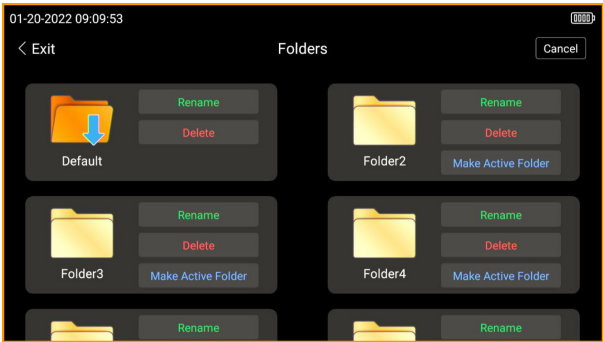 01-20-2022 09:09:53
Exit
Folders
Cancel
Rename
Delete
Default
Rename
Delete
Folder2
Make Active Folder
Rename
Delete
Folder3
Make Active Folder
Rename
Delete
Folder4
Make Active Folder
Rename
Rename